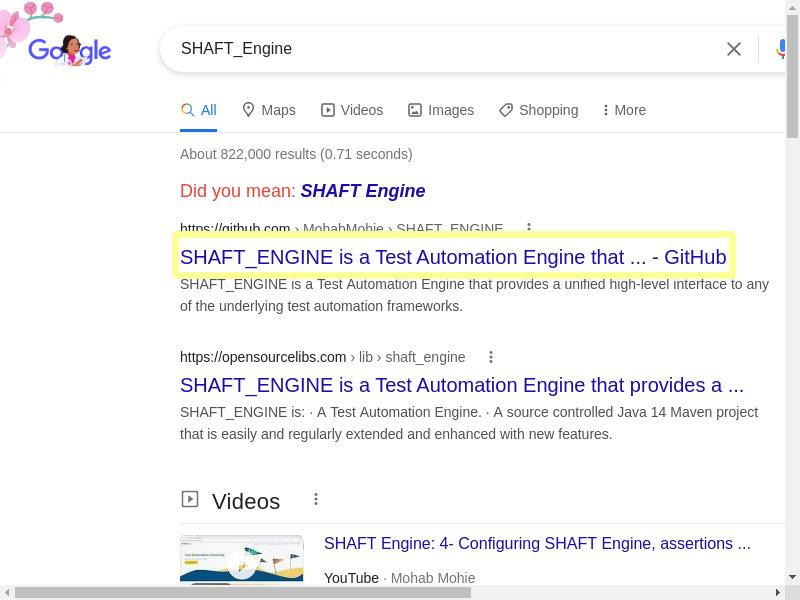 Google
SHAFT_Engine
All
Maps
Videos
Images
Shopping
More
About 822,000 results (0.71 seconds)
Did you mean: SHAFT Engine
https://github.com › MohabMohie › SHAFT_ENGINE
SHAFT_ENGINE is a Test Automation Engine that ... - GitHub
SHAFT_ENGINE is a Test Automation Engine that provides a unified high-level interface to any
of the underlying test automation frameworks.
https://opensourcelibs.com › lib › shaft_engine
SHAFT_ENGINE is a Test Automation Engine that provides a ...
SHAFT_ENGINE is: · A Test Automation Engine. · A source controlled Java 14 Maven project
that is easily and regularly extended and enhanced with new features.
Videos
SHAFT Engine: 4- Configuring SHAFT Engine, assertions ...
YouTube · Mohab Mohie